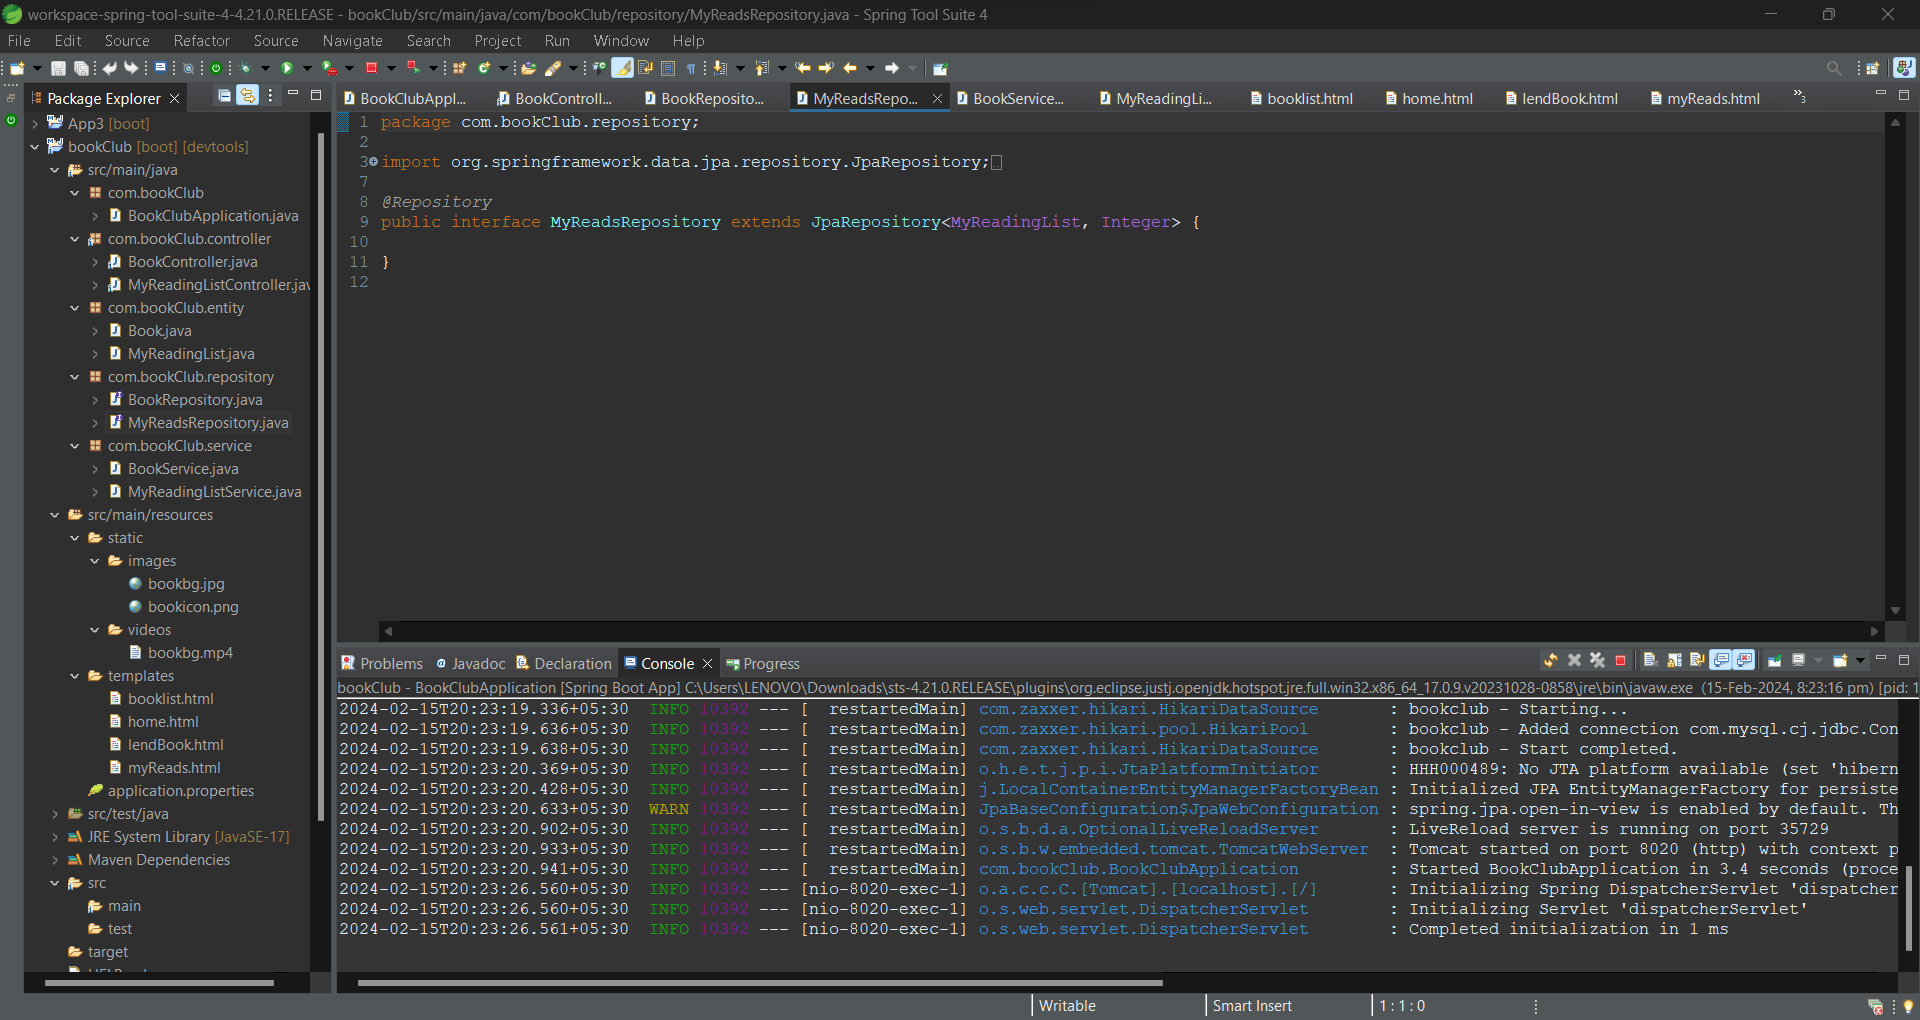 workspace-spring-tool-suite-4-4.21.0.RELEASE - bookClub/src/main/java/com/bookClub/repository/MyReadsRepository.java - Spring Tool Suite 4
File Edit Source Refactor Source Navigate Search Project Run Window Help
Package Explorer
App3 [boot]
bookClub [boot] [devtools]
src/main/java
com.bookClub
BookClubApplication.java
com.bookClub.controller
BookController.java
MyReadingListController.jav
com.bookClub.entity
Book.java
MyReadingList.java
com.bookClub.repository
BookRepository.java
MyReadsRepository.java
com.bookClub.service
BookService.java
MyReadingListService.java
src/main/resources
static
images
bookbg.jpg
bookicon.png
videos
bookbg.mp4
templates
booklist.html
home.html
lendBook.html
myReads.html
application.properties
src/test/java
JRE System Library [JavaSE-17]
Maven Dependencies
src
main
test
target
BookClubAppl... BookControll... BookReposito... MyReadsRepo... BookService... MyReadingLi... booklist.html home.html lendBook.html myReads.html »3
1 package com.bookClub.repository;
2
3 import org.springframework.data.jpa.repository.JpaRepository;
7
8 @Repository
9 public interface MyReadsRepository extends JpaRepository<MyReadingList, Integer> {
10
11 }
12
Problems @ Javadoc Declaration Console Progress
bookClub - BookClubApplication [Spring Boot App] C:\Users\LENOVO\Downloads\sts-4.21.0.RELEASE\plugins\org.eclipse.justj.openjdk.hotspot.jre.full.win32.x86_64_17.0.9.v20231028-0858\jre\bin\javaw.exe (15-Feb-2024, 8:23:16 pm) [pid: 1
2024-02-15T20:23:19.336+05:30 INFO 10392 --- [ restartedMain] com.zaxxer.hikari.HikariDataSource : bookclub - Starting...
2024-02-15T20:23:19.636+05:30 INFO 10392 --- [ restartedMain] com.zaxxer.hikari.pool.HikariPool : bookclub - Added connection com.mysql.cj.jdbc.Con
2024-02-15T20:23:19.638+05:30 INFO 10392 --- [ restartedMain] com.zaxxer.hikari.HikariDataSource : bookclub - Start completed.
2024-02-15T20:23:20.369+05:30 INFO 10392 --- [ restartedMain] o.h.e.t.j.p.i.JtaPlatformInitiator : HHH000489: No JTA platform available (set 'hibern
2024-02-15T20:23:20.428+05:30 INFO 10392 --- [ restartedMain] j.LocalContainerEntityManagerFactoryBean : Initialized JPA EntityManagerFactory for persiste
2024-02-15T20:23:20.633+05:30 WARN 10392 --- [ restartedMain] JpaBaseConfiguration$JpaWebConfiguration : spring.jpa.open-in-view is enabled by default. Th
2024-02-15T20:23:20.902+05:30 INFO 10392 --- [ restartedMain] o.s.b.d.a.OptionalLiveReloadServer : LiveReload server is running on port 35729
2024-02-15T20:23:20.933+05:30 INFO 10392 --- [ restartedMain] o.s.b.w.embedded.tomcat.TomcatWebServer : Tomcat started on port 8020 (http) with context p
2024-02-15T20:23:20.941+05:30 INFO 10392 --- [ restartedMain] com.bookClub.BookClubApplication : Started BookClubApplication in 3.4 seconds (proce
2024-02-15T20:23:26.560+05:30 INFO 10392 --- [nio-8020-exec-1] o.a.c.c.C.[Tomcat].[localhost].[/] : Initializing Spring DispatcherServlet 'dispatcher
2024-02-15T20:23:26.560+05:30 INFO 10392 --- [nio-8020-exec-1] o.s.web.servlet.DispatcherServlet : Initializing Servlet 'dispatcherServlet'
2024-02-15T20:23:26.561+05:30 INFO 10392 --- [nio-8020-exec-1] o.s.web.servlet.DispatcherServlet : Completed initialization in 1 ms
Writable Smart Insert 1 : 1 : 0